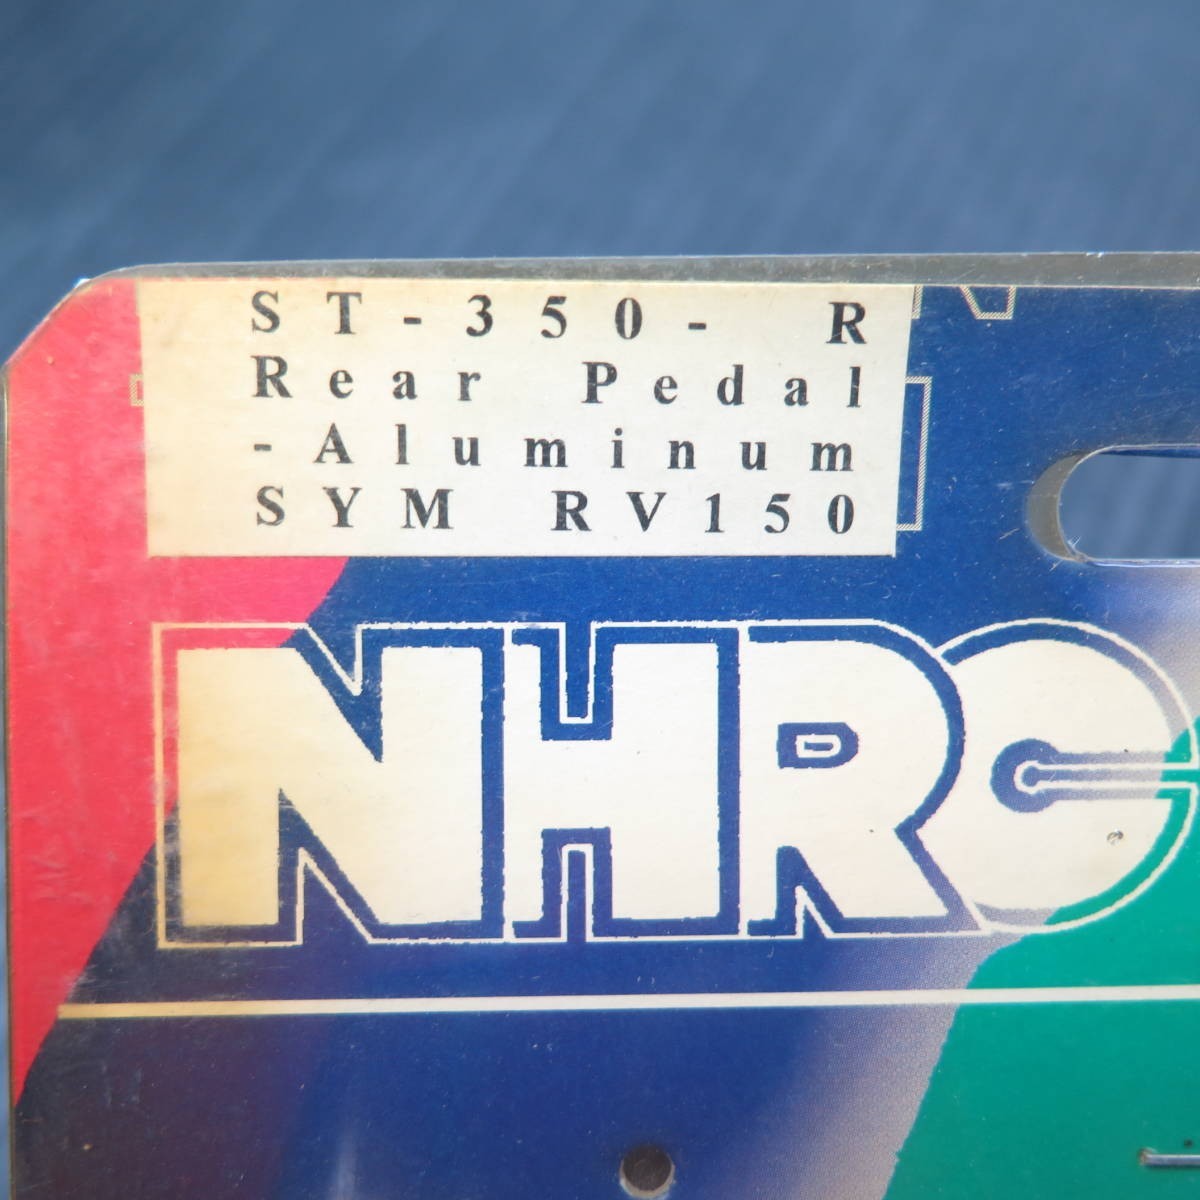 ST-350- R
Rear Pedal
-Aluminum
SYM RV150
NHRC